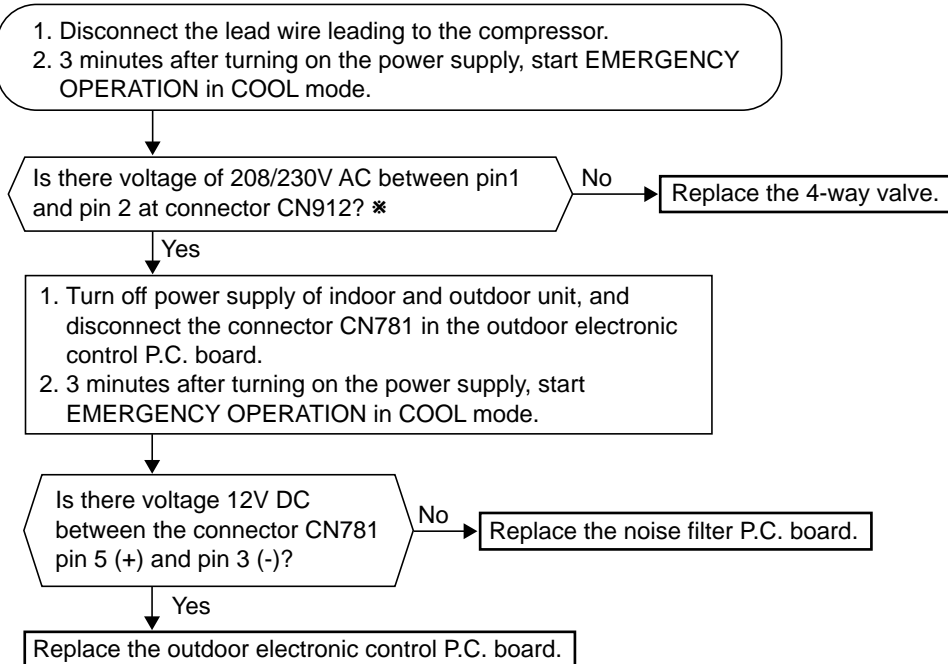 1. Disconnect the lead wire leading to the compressor.
2. 3 minutes after turning on the power supply, start EMERGENCY
OPERATION in COOL mode.
Is there voltage of 208/230V AC between pin1
and pin 2 at connector CN912? ※
No
Replace the 4-way valve.
Yes
1. Turn off power supply of indoor and outdoor unit, and
disconnect the connector CN781 in the outdoor electronic
control P.C. board.
2. 3 minutes after turning on the power supply, start
EMERGENCY OPERATION in COOL mode.
Is there voltage 12V DC
between the connector CN781
pin 5 (+) and pin 3 (-)?
No
Replace the noise filter P.C. board.
Yes
Replace the outdoor electronic control P.C. board.